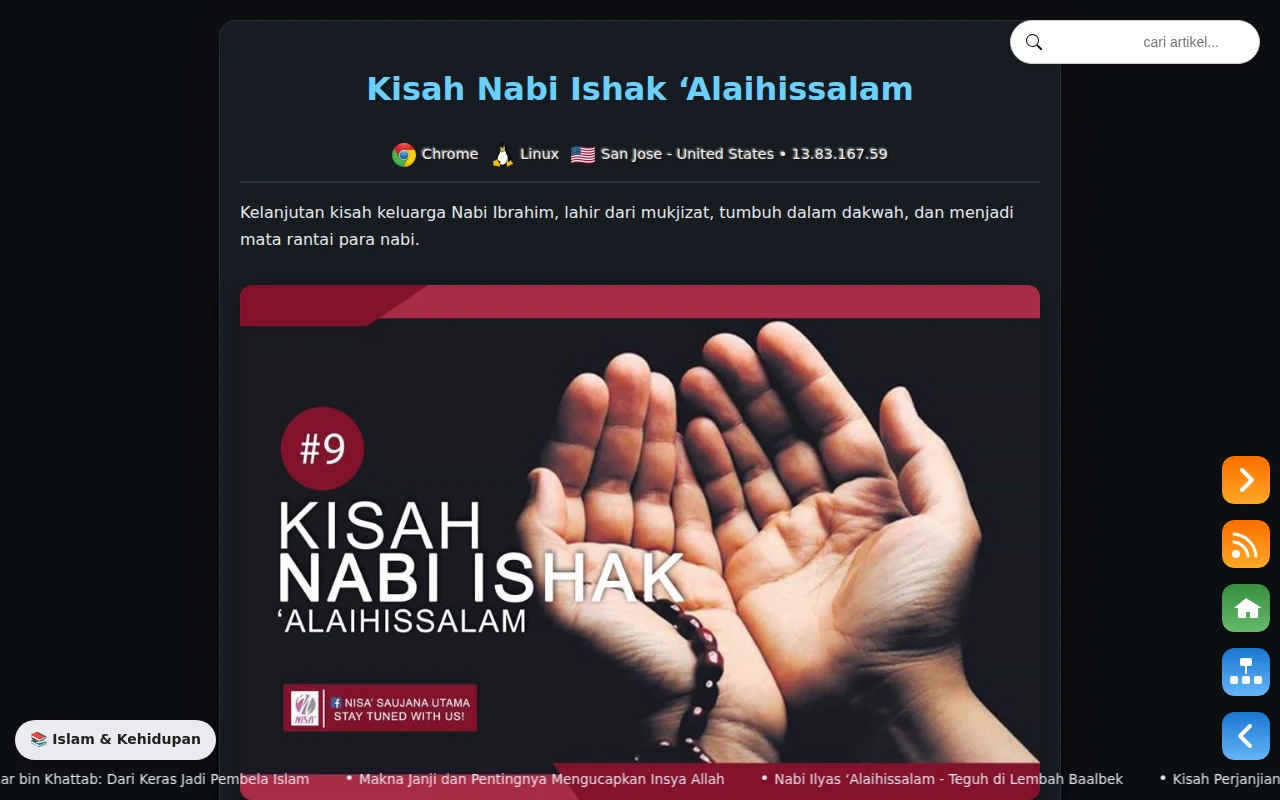 cari artikel...
Kisah Nabi Ishak ‘Alaihissalam
Chrome Linux San Jose - United States • 13.83.167.59
Kelanjutan kisah keluarga Nabi Ibrahim, lahir dari mukjizat, tumbuh dalam dakwah, dan menjadi
mata rantai para nabi.
#9
KISAH
NABI ISHAK
‘ALAIHISSALAM
NISA'
NISA' SAUJANA UTAMA
STAY TUNED WITH US!
📚 Islam & Kehidupan
ar bin Khattab: Dari Keras Jadi Pembela Islam • Makna Janji dan Pentingnya Mengucapkan Insya Allah • Nabi Ilyas ‘Alaihissalam - Teguh di Lembah Baalbek • Kisah Perjanjian